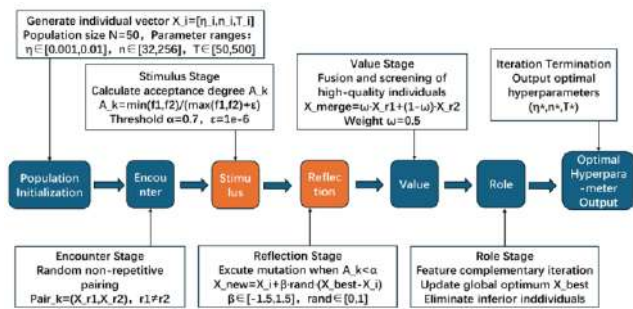 Generate individual vector X_i=[η_i,n_i,T_i]
Population size N=50, Parameter ranges:
η∈[0.001,0.01], n∈[32,256], T∈[50,500]
Stimulus Stage
Calculate acceptance degree A_k
A_k=min(f1,f2)/(max(f1,f2)+ε)
Threshold α=0.7, ε=1e-6
Value Stage
Fusion and screening of
high-quality individuals
X_merge=ω·X_r1+(1-ω)·X_r2
Weight ω=0.5
Iteration Termination
Output optimal
hyperparameters
(η*,n*,T*)
Population
Initialization
Encou
nter
Stimu
lus
Reflec
tion
Value
Role
Optimal
Hyperpara
-meter
Output
Encounter Stage
Random non-repetitive
pairing
Pair_k=(X_r1,X_r2), r1≠r2
Reflection Stage
Excute mutation when A_k<α
X_new=X_i+β·rand·(X_best-X_i)
β∈[-1.5,1.5], rand∈[0,1]
Role Stage
Feature complementary iteration
Update global optimum X_best
Eliminate inferior inddividuals